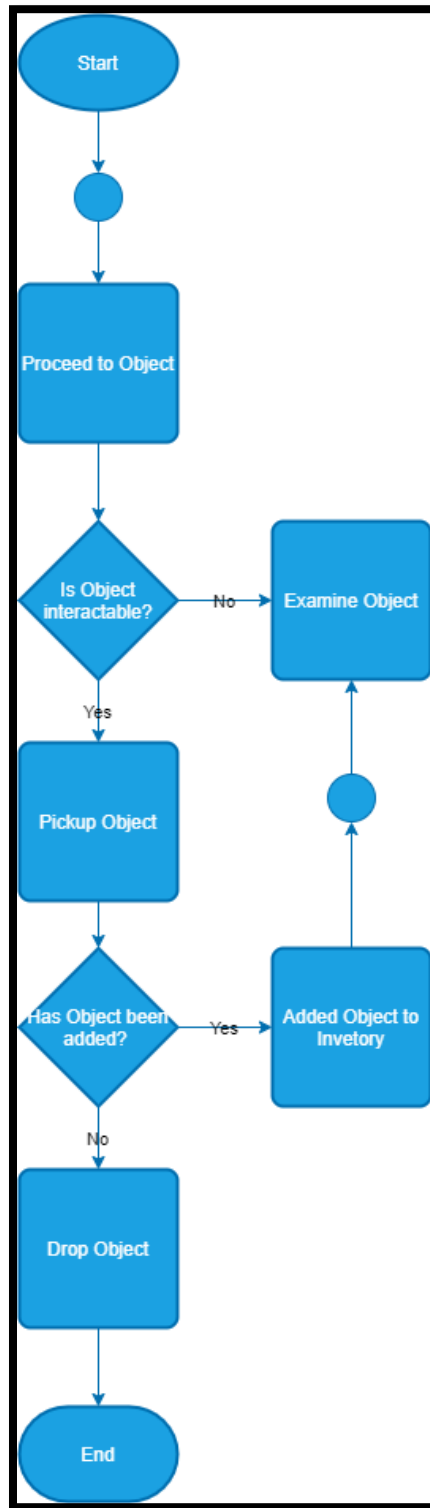 Start
Proceed to Object
Is Object
interactable?
No
Examine Object
Yes
Pickup Object
Has Object been
added?
Yes
Added Object to
Invetory
No
Drop Object
End